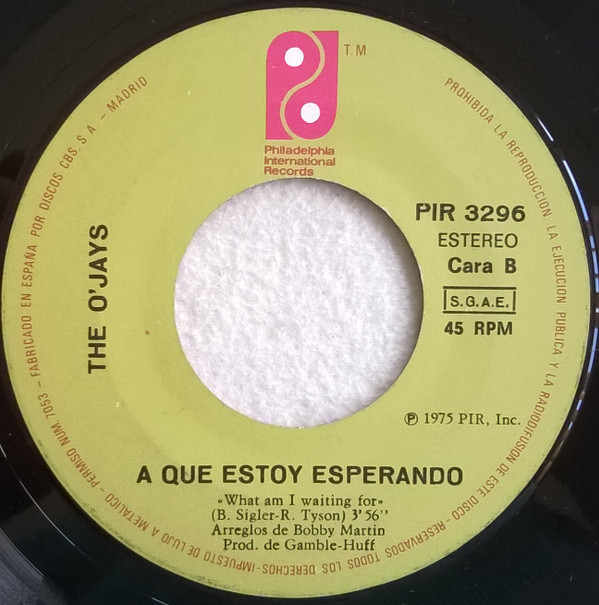 T.M
Philadelphia
International
Records
THE O'JAYS
PIR 3296
ESTEREO
Cara B
S.G.A.E.
45 RPM
℗ 1975 PIR, Inc.
A QUE ESTOY ESPERANDO
«What am I waiting for»
(B. Sigler-R. Tyson) 3'56''
Arreglos de Bobby Martin
Prod. de Gamble-Huff
PROHIBIDA LA REPRODUCCION LA EJECUCION PUBLICA Y LA RADIODIFUSION DE ESTE DISCO - RESERVADOS TODOS LOS DERECHOS - IMPUESTO DE LUJO A METALICO - PERMISO NUM 7053 - FABRICADO EN ESPAÑA POR DISCOS CBS. S A - MADRID